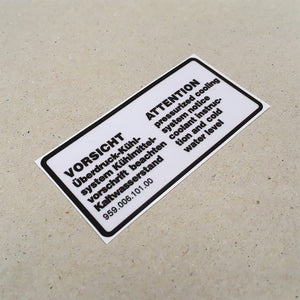 VORSICHT
Überdruck-Kühl-
system Kühlmittel-
vorschrift beachten
Kaltwasserstand
959.006.101.00
ATTENTION
pressurized cooling
system notice
coolant instruc-
tion and cold
water level